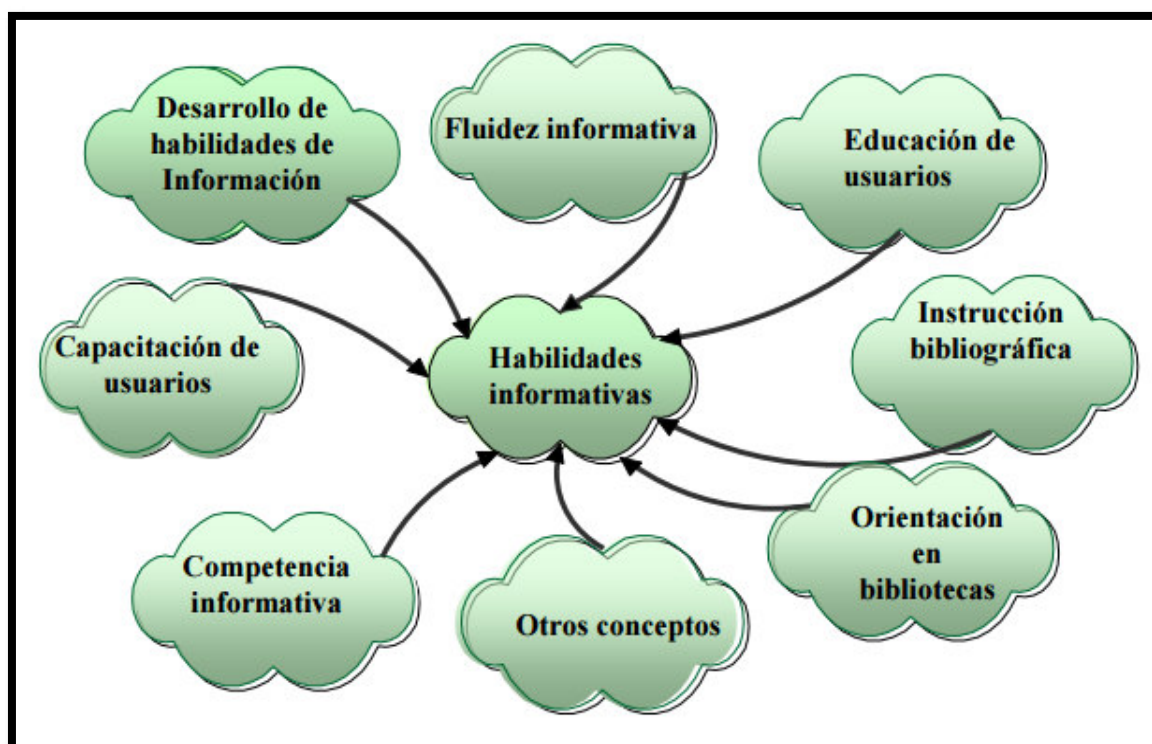 Desarrollo de
habilidades de
Información
Fluidez informativa
Educación de
usuarios
Capacitación de
usuarios
Habilidades
informativas
Instrucción
bibliográfica
Competencia
informativa
Otros conceptos
Orientación
en
bibliotecas